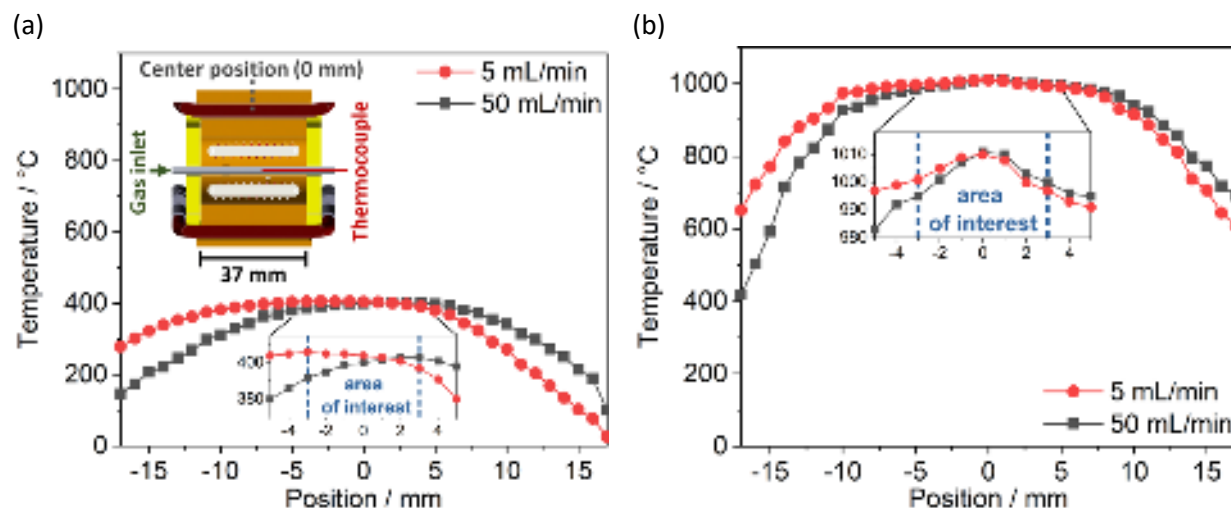 (a)
Center position (0 mm)
Gas inlet
Thermocouple
37 mm
5 mL/min
50 mL/min
Temperature / °C
1000
800
600
400
200
0
-15
-10
-5
0
5
10
15
Position / mm
400
350
-4
-2
0
2
4
area
of interest
(b)
Temperature / °C
1000
800
600
400
200
0
-15
-10
-5
0
5
10
15
Position / mm
1010
1000
990
980
-4
-2
0
2
4
area
of interest
5 mL/min
50 mL/min